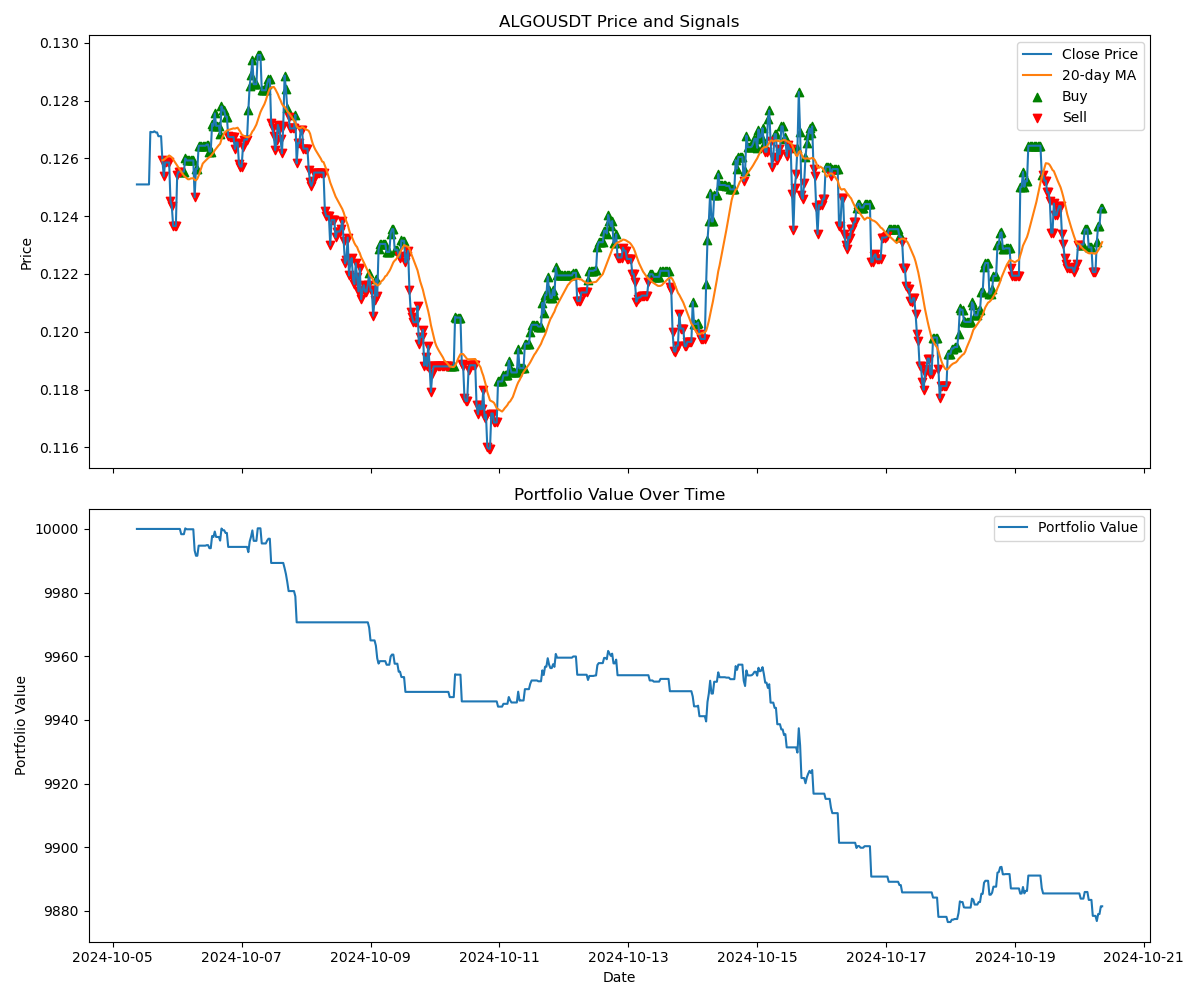 ALGOUSDT Price and Signals
Price
0.130
0.128
0.126
0.124
0.122
0.120
0.118
0.116
Close Price
20-day MA
Buy
Sell
Portfolio Value Over Time
Portfolio Value
10000
9980
9960
9940
9920
9900
9880
Portfolio Value
2024-10-05 2024-10-07 2024-10-09 2024-10-11 2024-10-13 2024-10-15 2024-10-17 2024-10-19 2024-10-21
Date